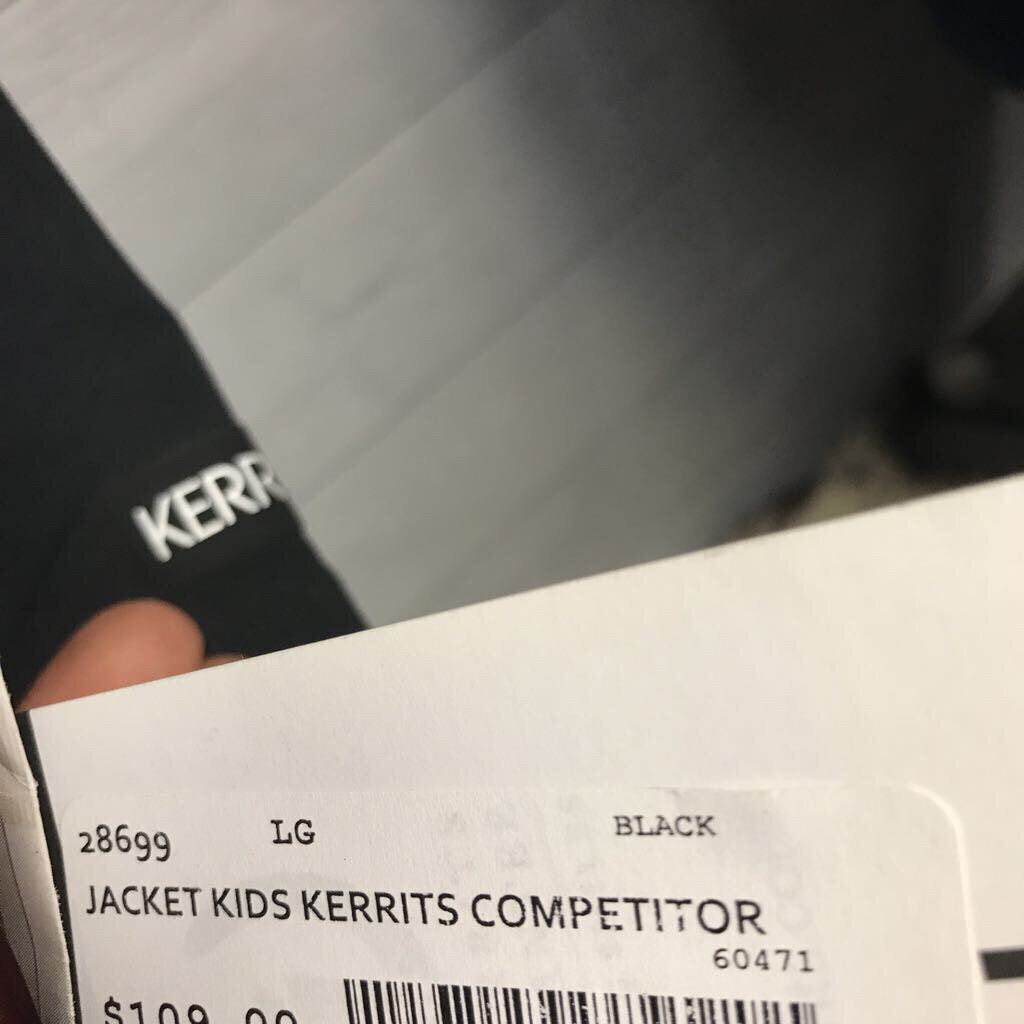 KERR
28699 LG BLACK
JACKET KIDS KERRITS COMPETITOR
60471
$109.00